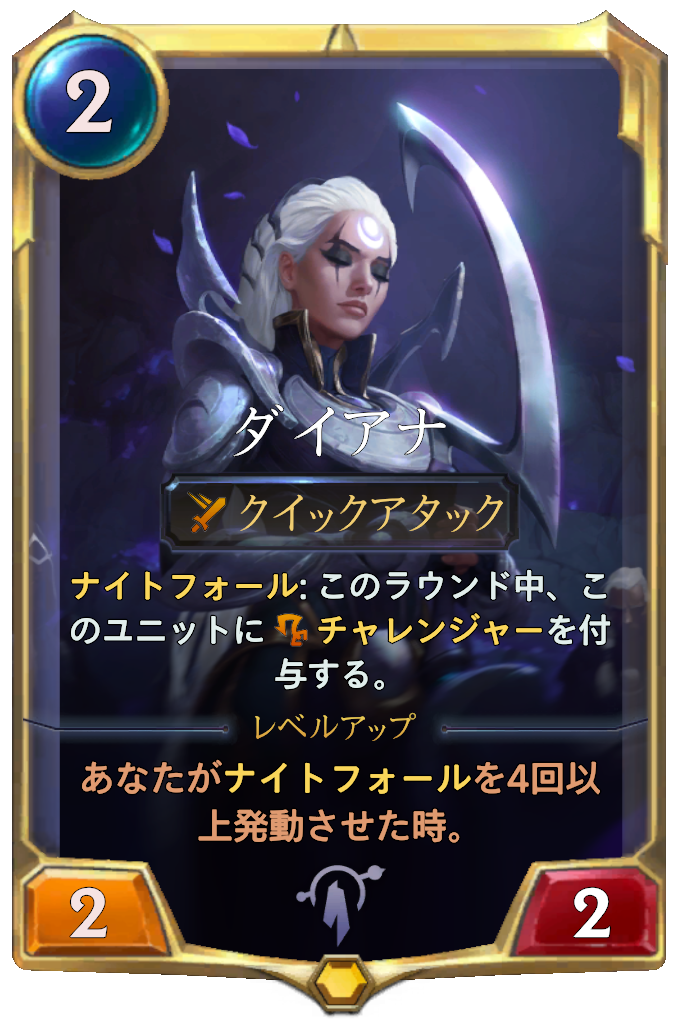 2
ダイアナ
クイックアタック
ナイトフォール: このラウンド中、こ
のユニットに チャレンジャーを付
与する。
レベルアップ
あなたがナイトフォールを4回以
上発動させた時。
2
2